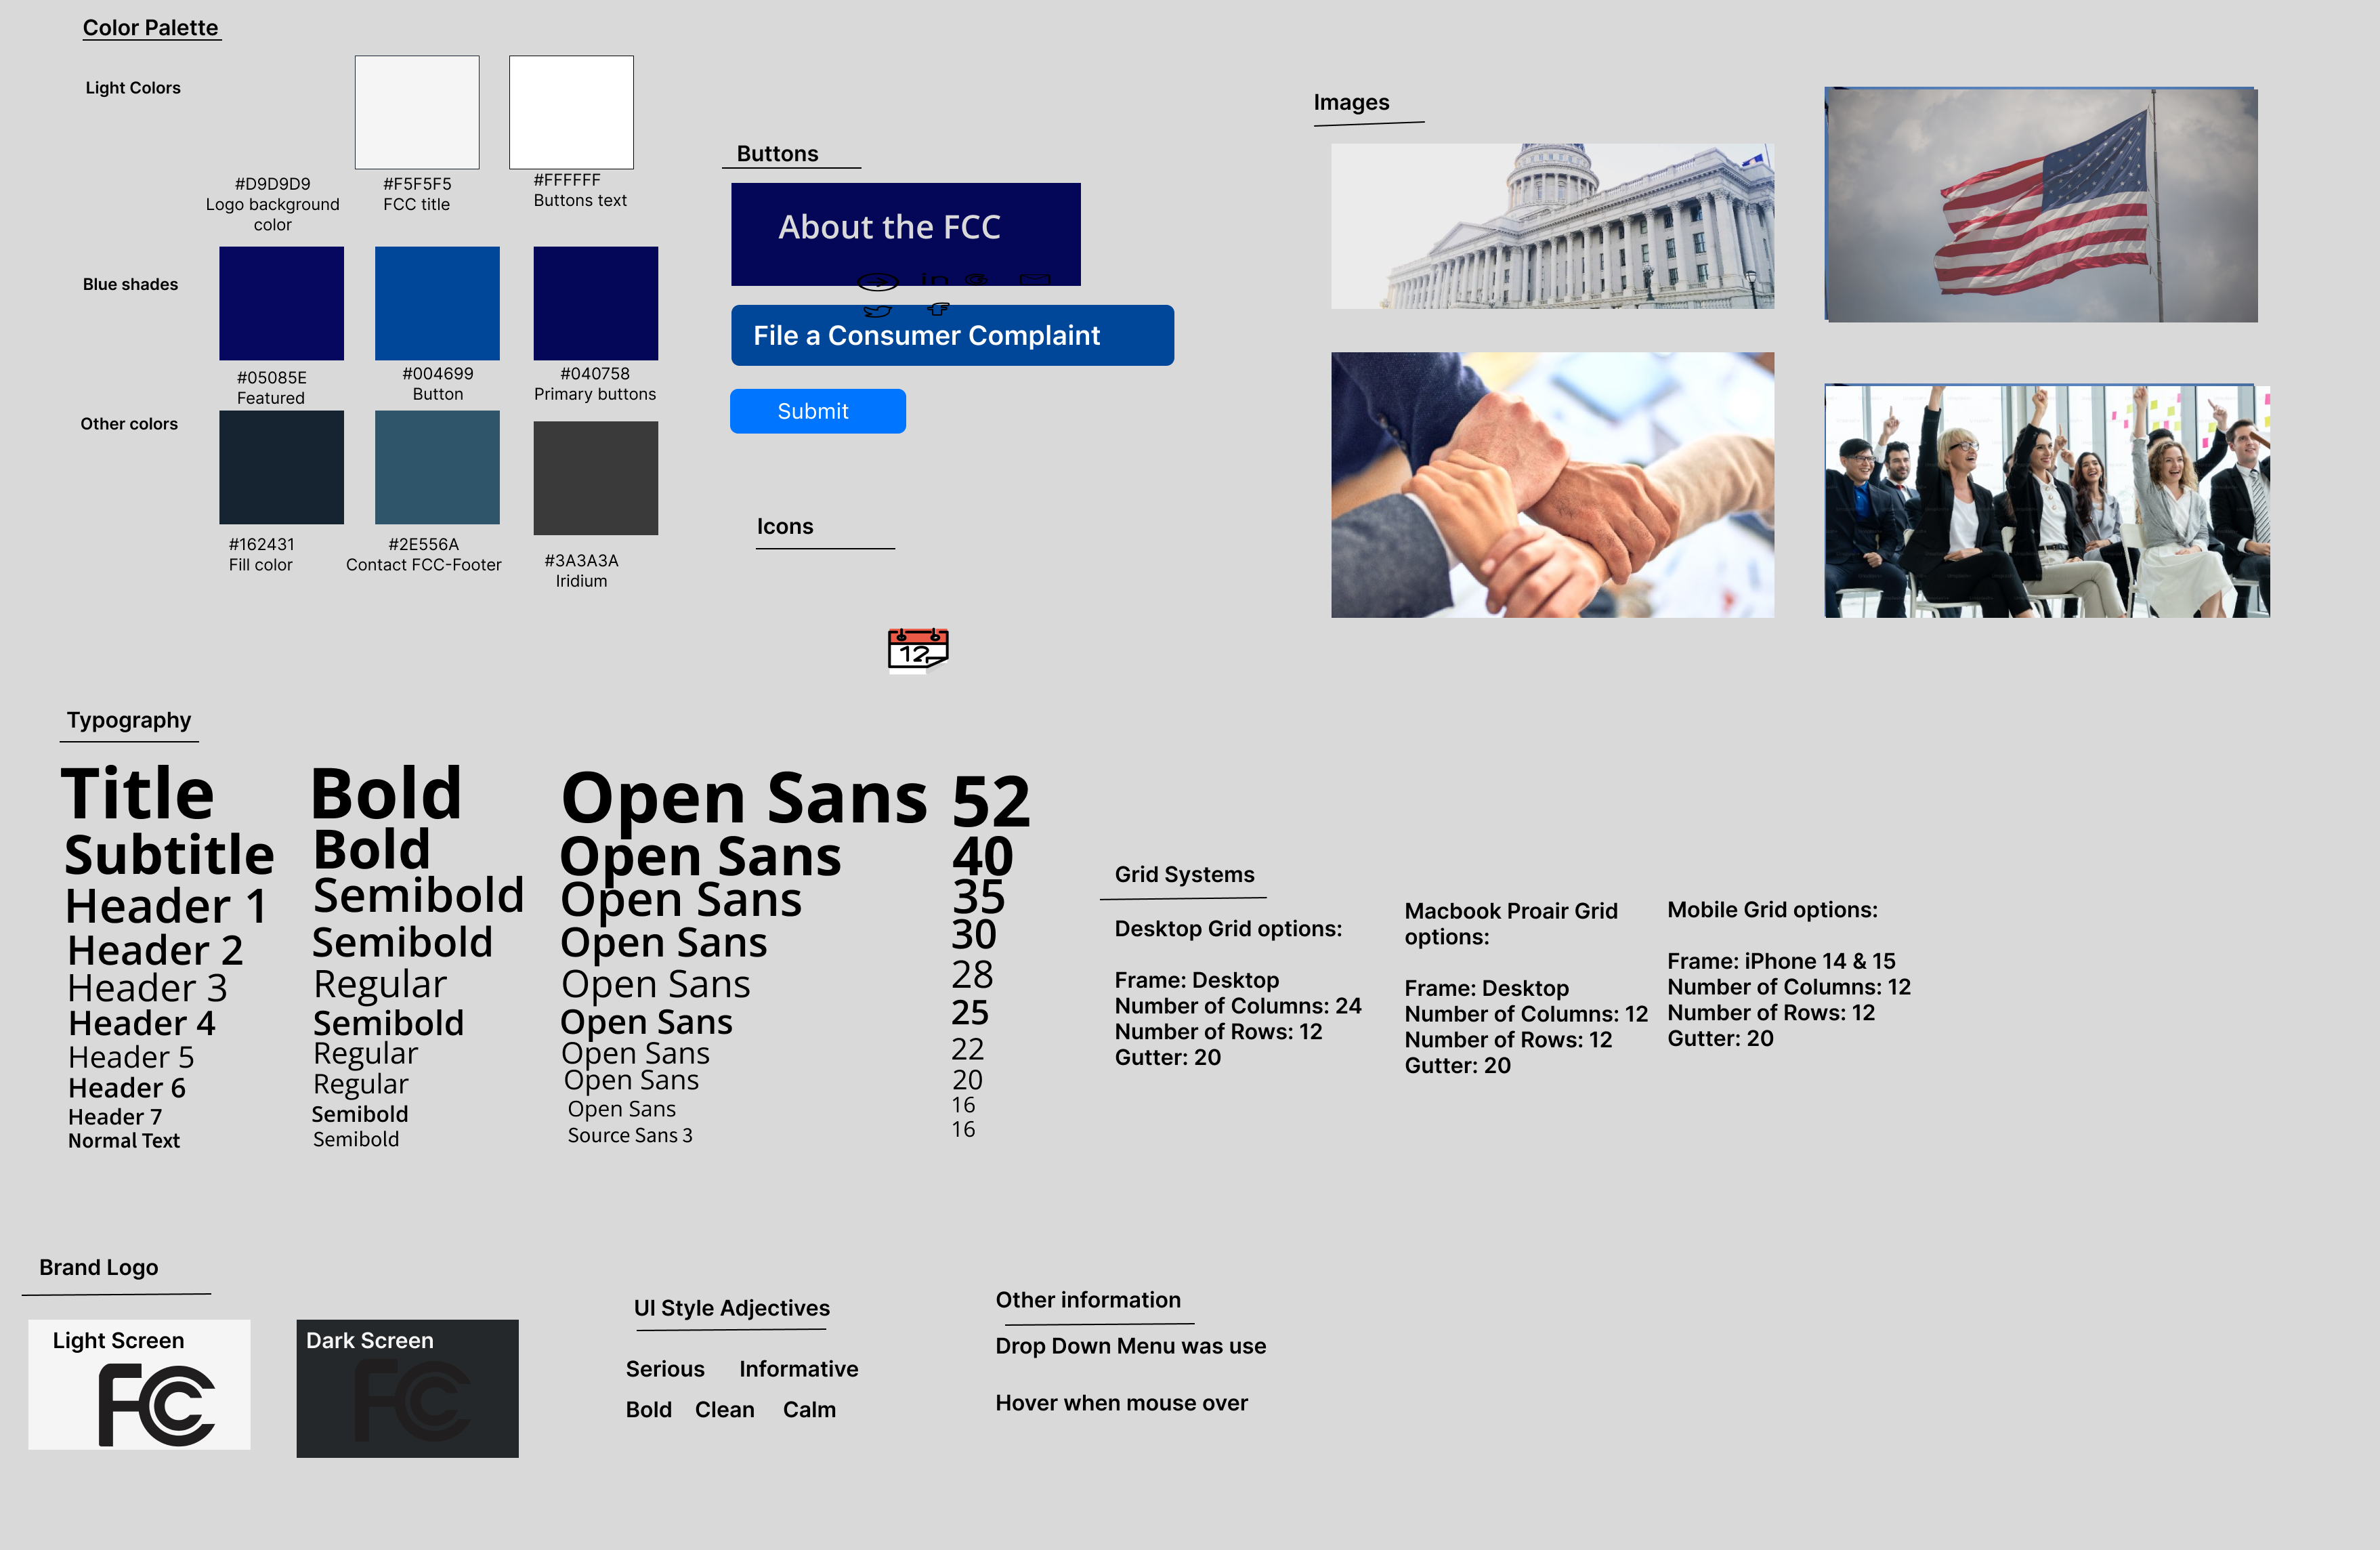 Color Palette
Light Colors
#D9D9D9
Logo background
color
#F5F5F5
FCC title
#FFFFFF
Buttons text
Blue shades
#05085E
Featured
#004699
Button
#040758
Primary buttons
Other colors
#162431
Fill color
#2E556A
Contact FCC-Footer
#3A3A3A
Iridium
Buttons
About the FCC
in
File a Consumer Complaint
Submit
Icons
12
Images
Typography
Title Bold Open Sans 52
Subtitle Bold Open Sans 40
Header 1 Semibold Open Sans 35
Header 2 Semibold Open Sans 30
Header 3 Regular Open Sans 28
Header 4 Semibold Open Sans 25
Header 5 Regular Open Sans 22
Header 6 Regular Open Sans 20
Header 7 Semibold Open Sans 16
Normal Text Semibold Source Sans 3 16
Grid Systems
Desktop Grid options:
Frame: Desktop
Number of Columns: 24
Number of Rows: 12
Gutter: 20
Macbook Proair Grid
options:
Frame: Desktop
Number of Columns: 12
Number of Rows: 12
Gutter: 20
Mobile Grid options:
Frame: iPhone 14 & 15
Number of Columns: 12
Number of Rows: 12
Gutter: 20
Brand Logo
Light Screen
FCC
Dark Screen
FCC
UI Style Adjectives
Serious Informative
Bold Clean Calm
Other information
Drop Down Menu was use
Hover when mouse over